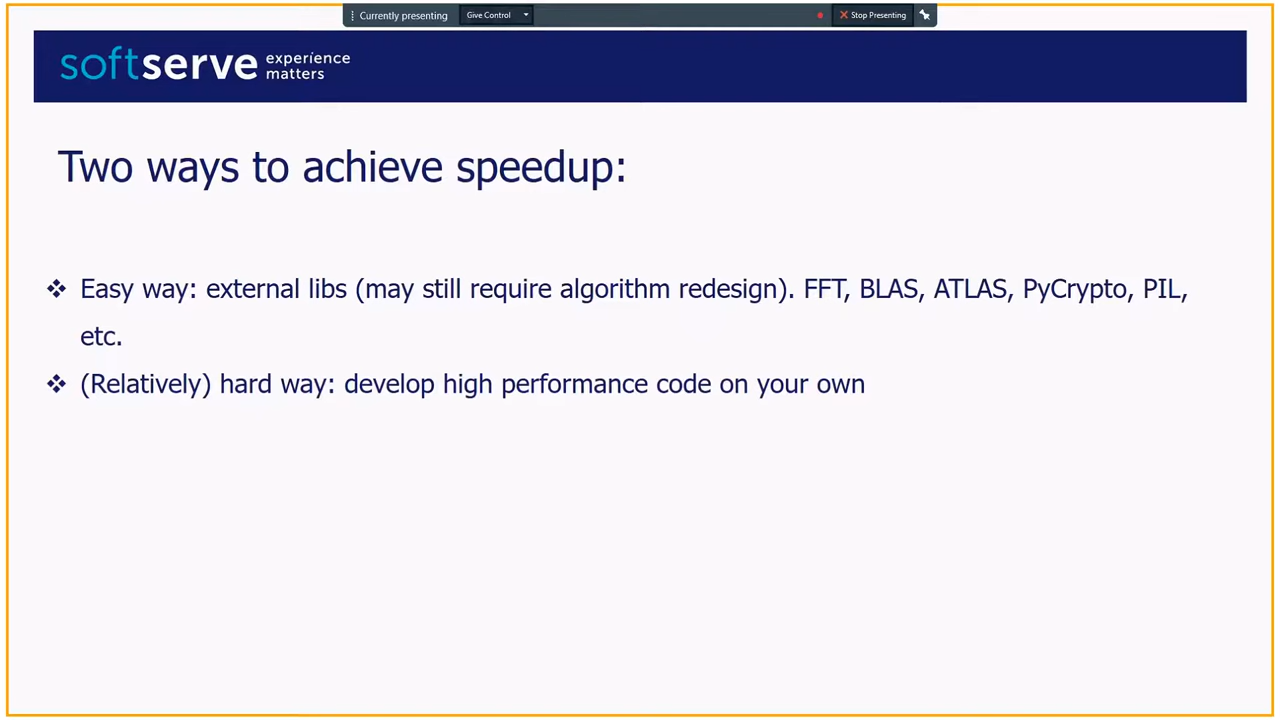 Currently presenting Give Control Stop Presenting
softserve experience
matters
Two ways to achieve speedup:
❖ Easy way: external libs (may still require algorithm redesign). FFT, BLAS, ATLAS, PyCrypto, PIL,
etc.
❖ (Relatively) hard way: develop high performance code on your own